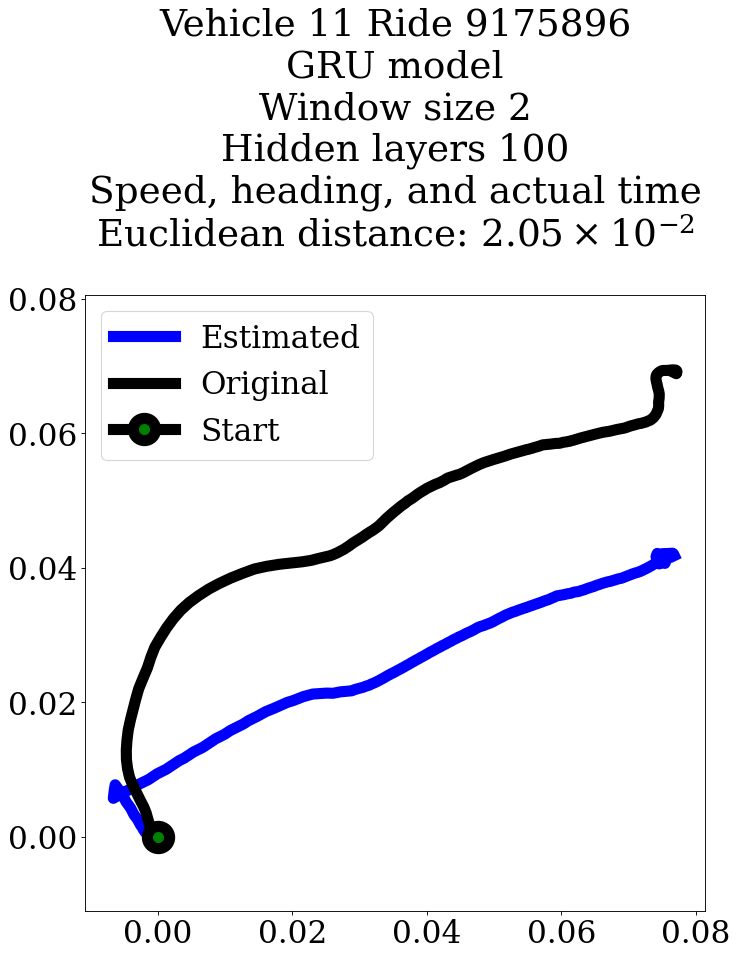 Vehicle 11 Ride 9175896
GRU model
Window size 2
Hidden layers 100
Speed, heading, and actual time
Euclidean distance: 2.05 × 10⁻²
0.08
0.06
0.04
0.02
0.00
Estimated
Original
Start
0.00 0.02 0.04 0.06 0.08